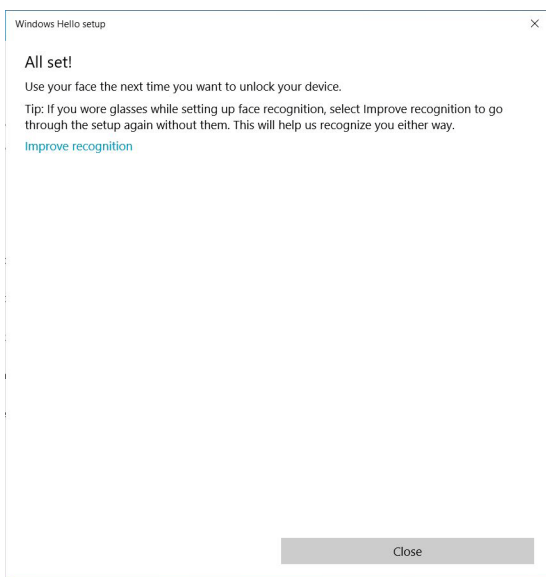 Windows Hello setup
All set!
Use your face the next time you want to unlock your device.
Tip: If you wore glasses while setting up face recognition, select Improve recognition to go
through the setup again without them. This will help us recognize you either way.
Improve recognition
Close